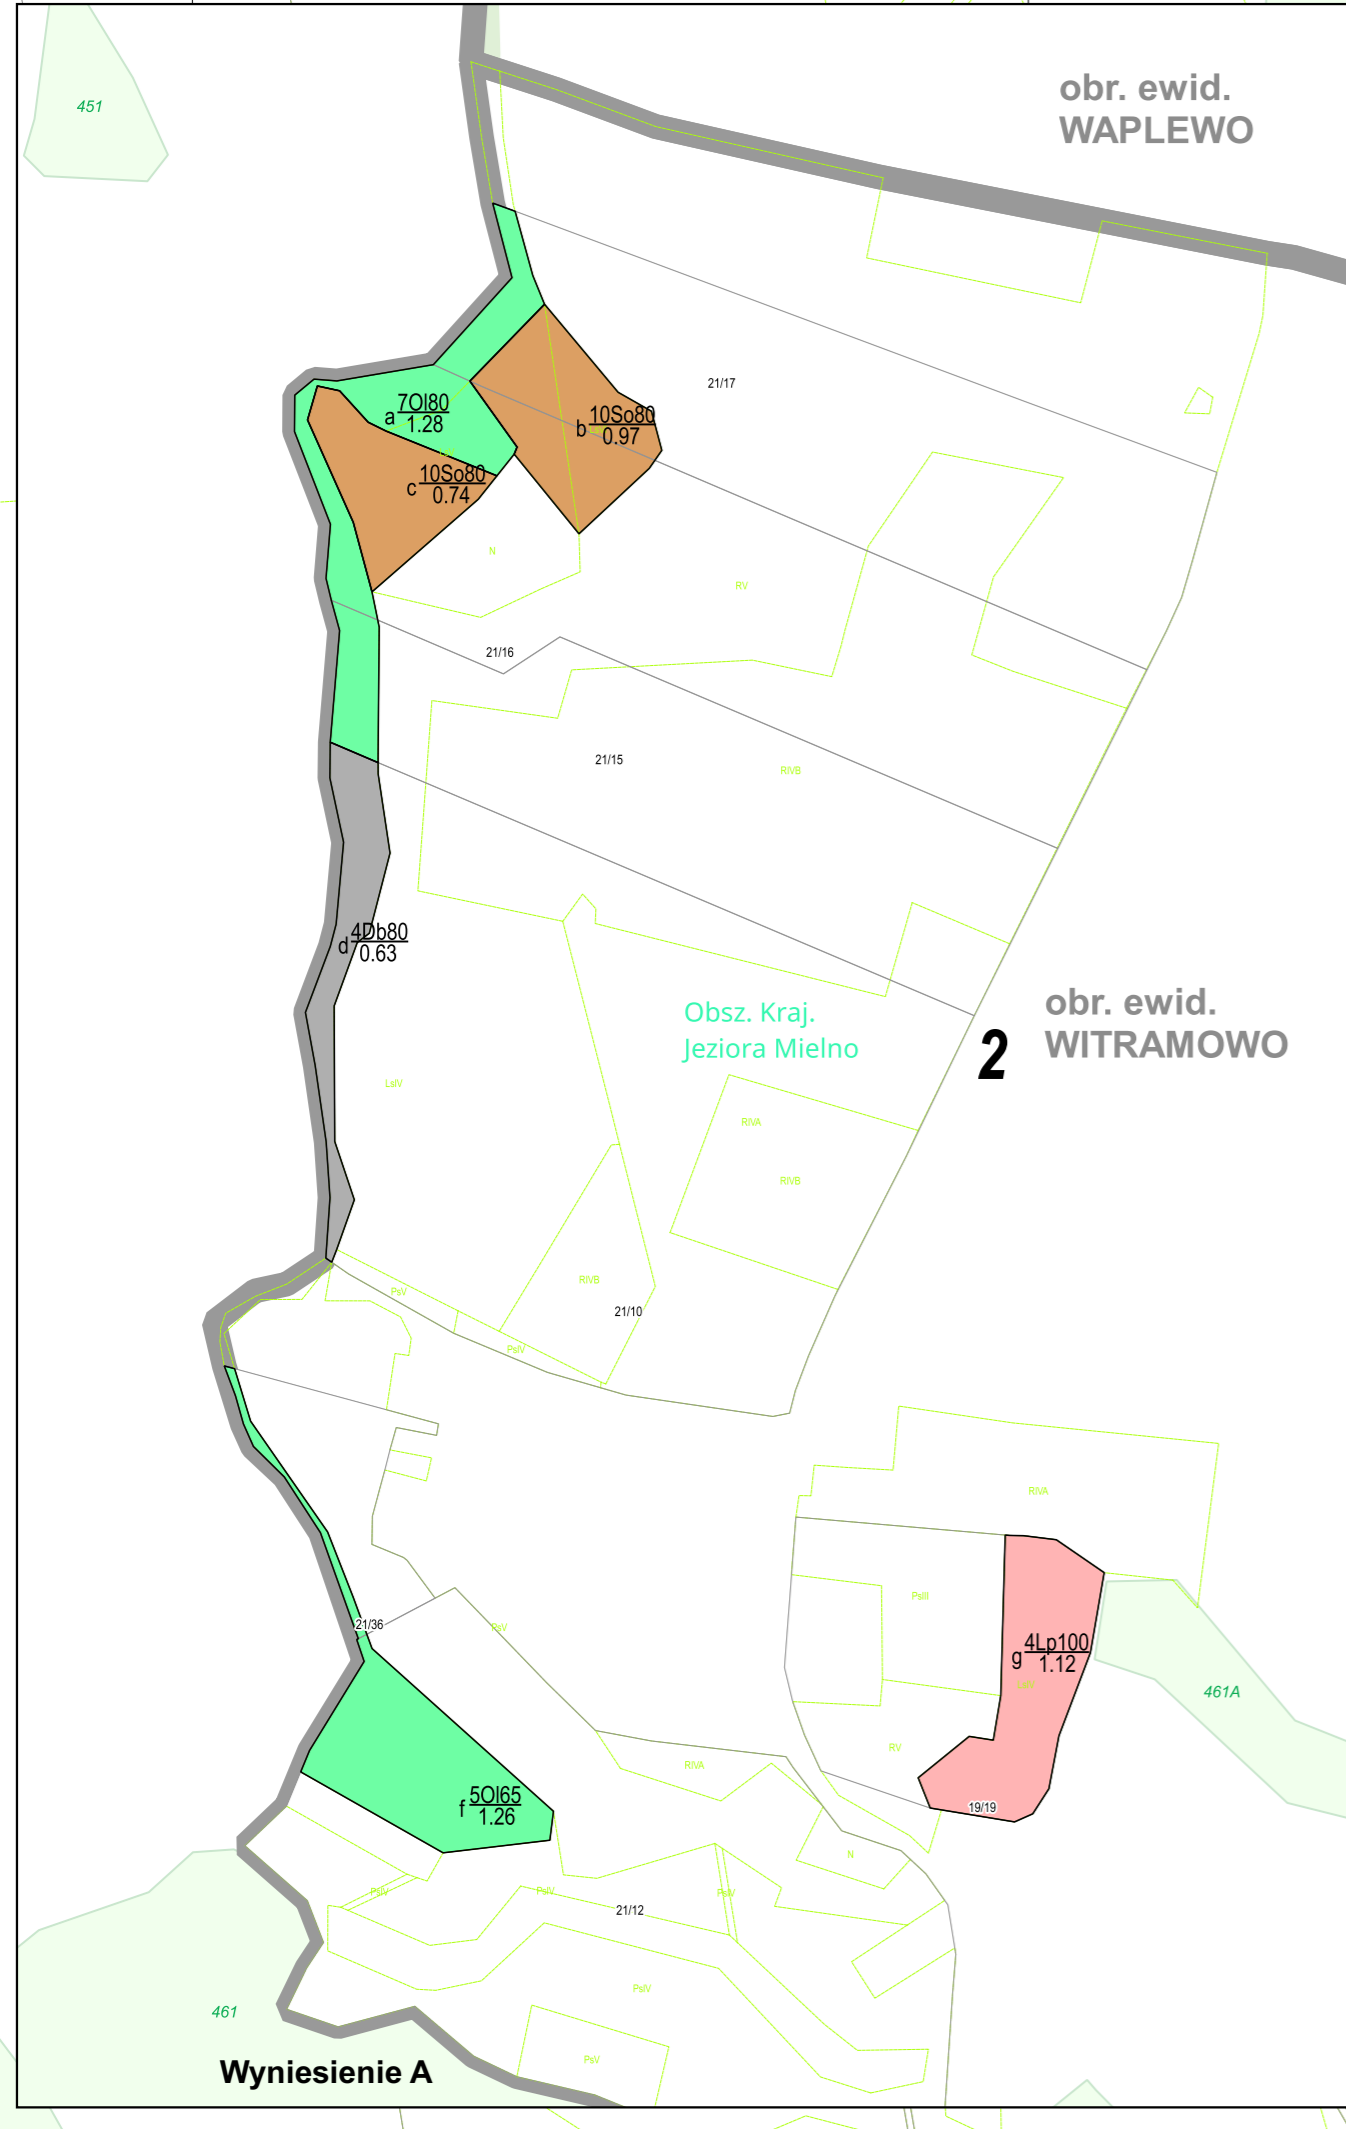 451
obr. ewid.
WAPLEWO
21/17
a 7Ol80
1.28
b 10So80
0.97
c 10So80
0.74
N
RV
21/16
21/15
RIVB
d 4Db80
0.63
Obsz. Kraj.
Jeziora Mielno
2
obr. ewid.
WITRAMOWO
LsIV
RIVA
RIVB
RIVB
PsV
21/10
PsIV
RIVA
PsIII
21/36
PsV
g 4Lp100
1.12
461A
RV
RIVA
f 5Ol65
1.26
19/19
N
PsIV
PsIV
PsIV
21/12
PsIV
461
PsV
Wyniesienie A